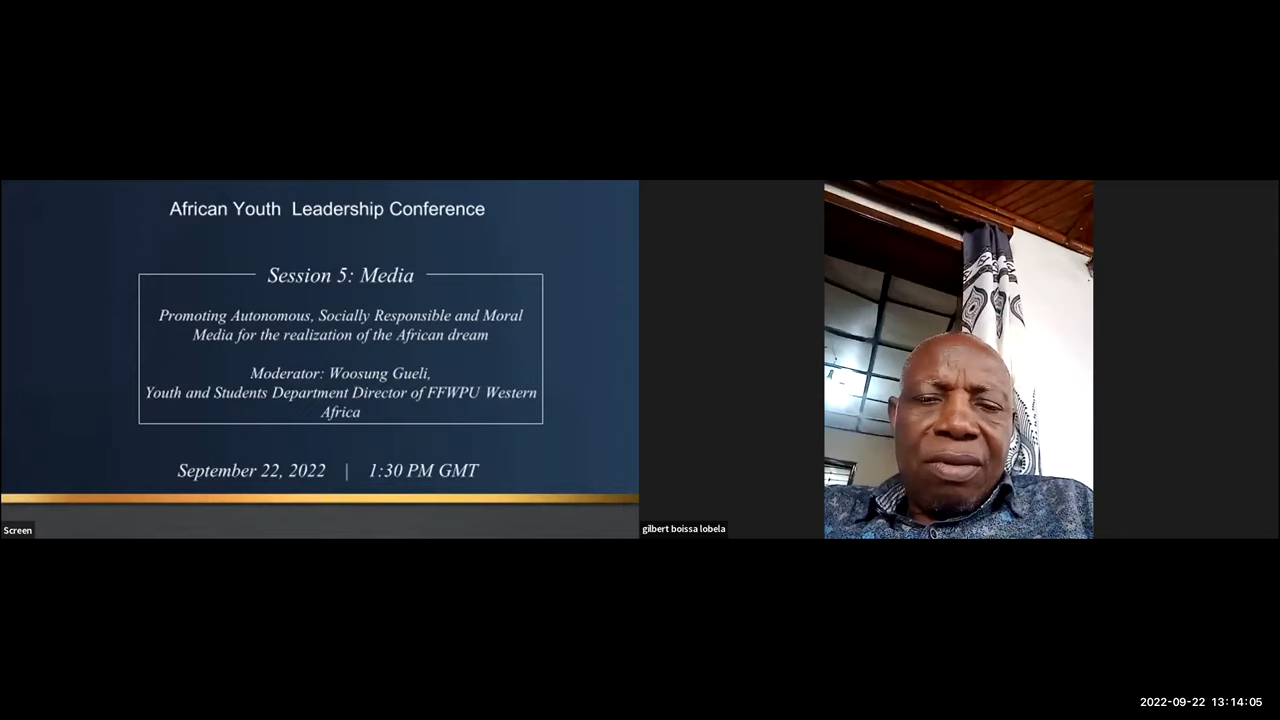 African Youth Leadership Conference
Session 5: Media
Promoting Autonomous, Socially Responsible and Moral
Media for the realization of the African dream
Moderator: Woosung Gueli,
Youth and Students Department Director of FFWPU Western
Africa
September 22, 2022 | 1:30 PM GMT
Screen
gilbert boissa lobela
2022-09-22 13:14:05